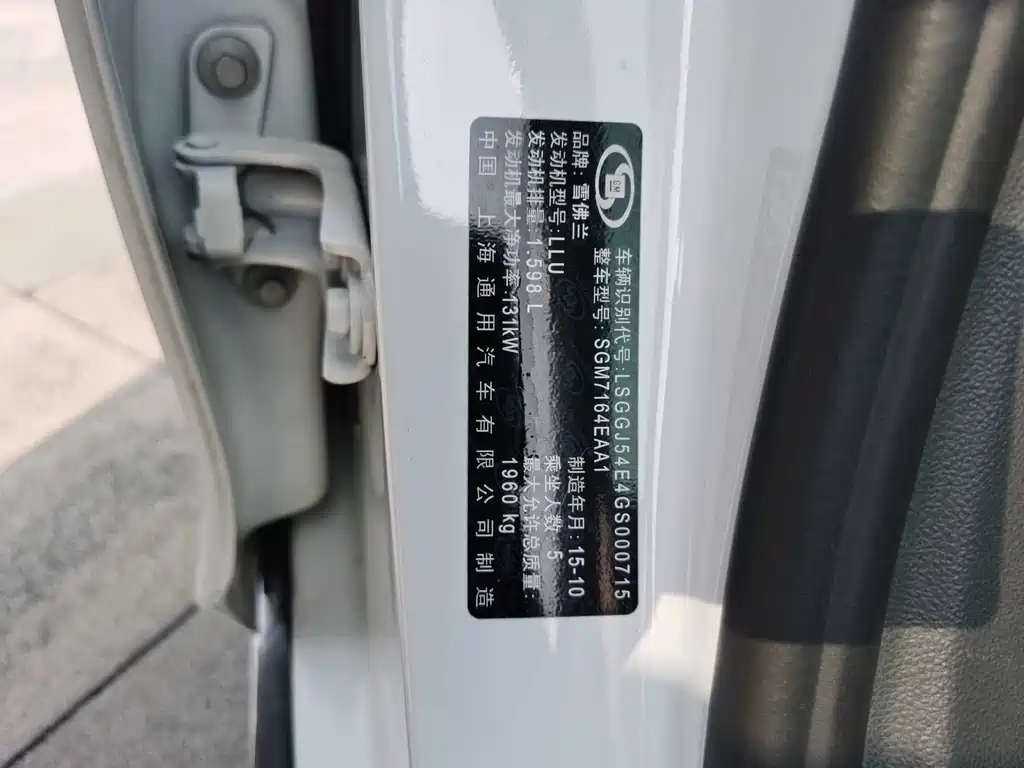 GM
车辆识别代号:LSGGJ54E4GS000715
整车型号:SGM7164EAA1
品牌:雪佛兰 制造年月:15-10
发动机型号:LLU 乘坐人数:5
发动机排量:1.598L 最大允许总质量:
发动机最大净功率:131kW 1960kg
中国 上海通用汽车有限公司制造